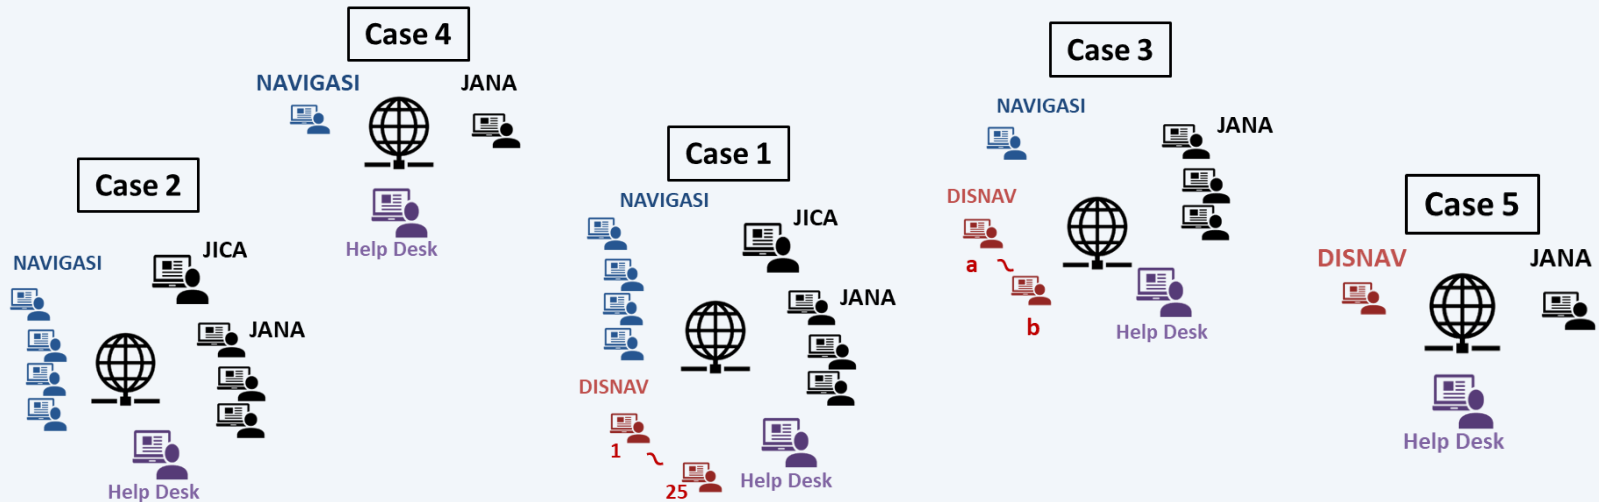 Case 4
NAVIGASI
JANA
Help Desk
Case 2
NAVIGASI
JICA
JANA
Help Desk
Case 1
NAVIGASI
JICA
JANA
DISNAV
1
~
25
Help Desk
Case 3
NAVIGASI
JANA
DISNAV
a
~
b
Help Desk
Case 5
DISNAV
JANA
Help Desk